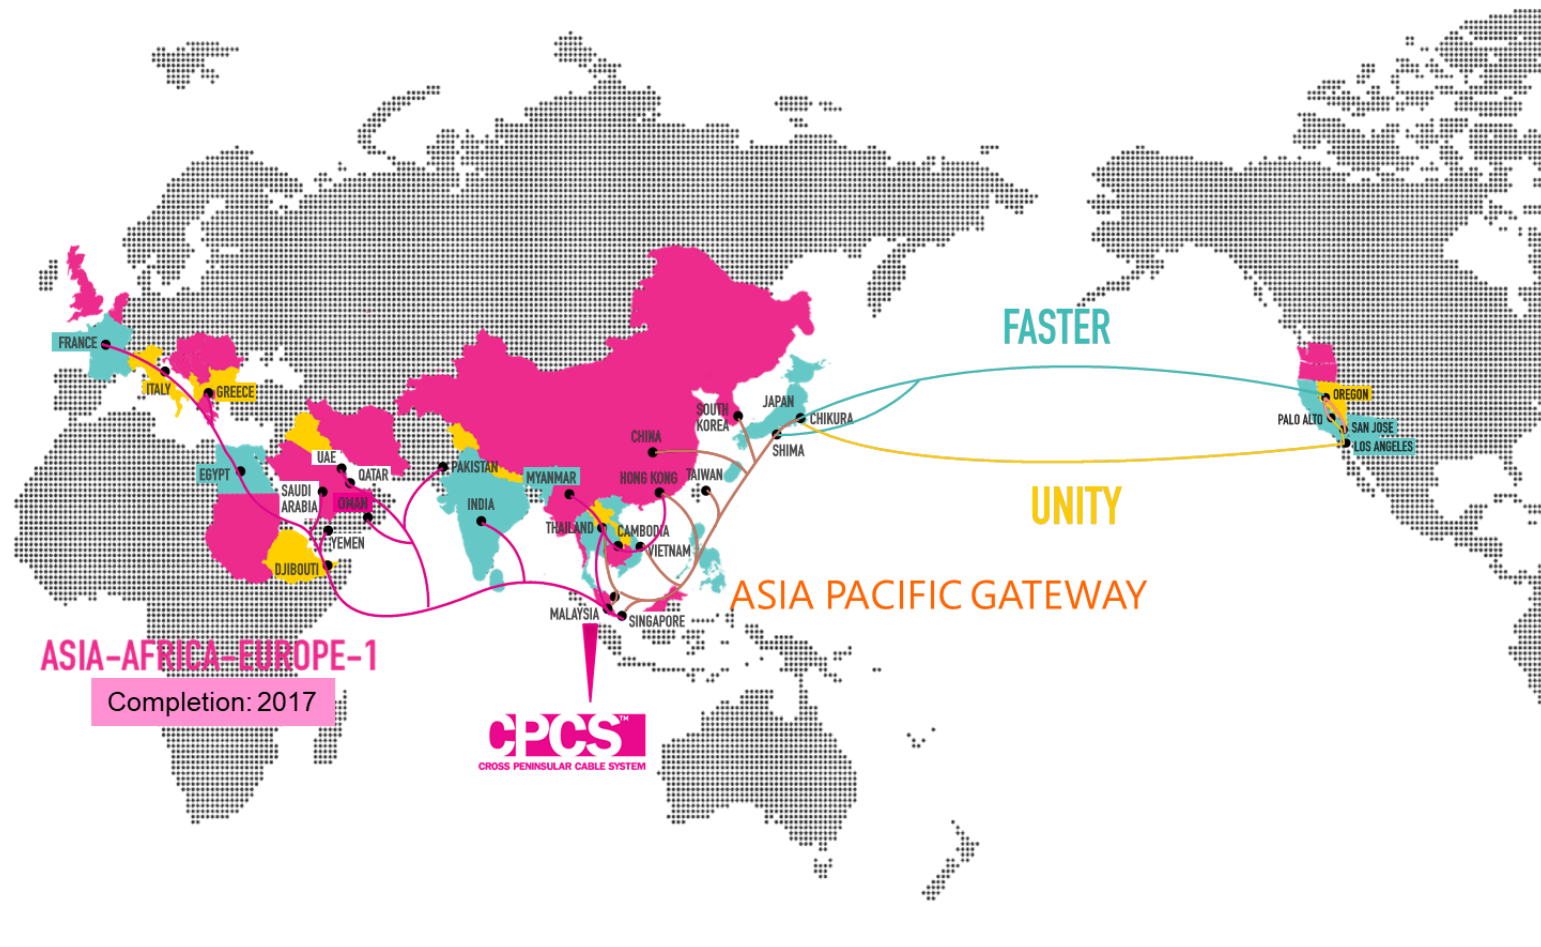 FASTER
FRANCE
ITALY
GREECE
OREGON
PALO ALTO
SAN JOSE
LOS ANGELES
JAPAN
CHIKURA
SHIMA
SOUTH
KOREA
CHINA
UAE
QATAR
PAKISTAN
EGYPT
MYANMAR
HONG KONG
TAIWAN
SAUDI
ARABIA
OMAN
INDIA
UNITY
THAILAND
CAMBODIA
YEMEN
VIETNAM
DJIBOUTI
ASIA PACIFIC GATEWAY
MALAYSIA
SINGAPORE
ASIA-AFRICA-EUROPE-1
Completion: 2017
CPCS™
CROSS PENINSULAR CABLE SYSTEM